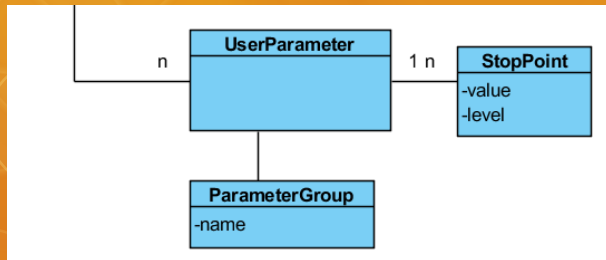 UserParameter
n
1 n
StopPoint
-value
-level
ParameterGroup
-name